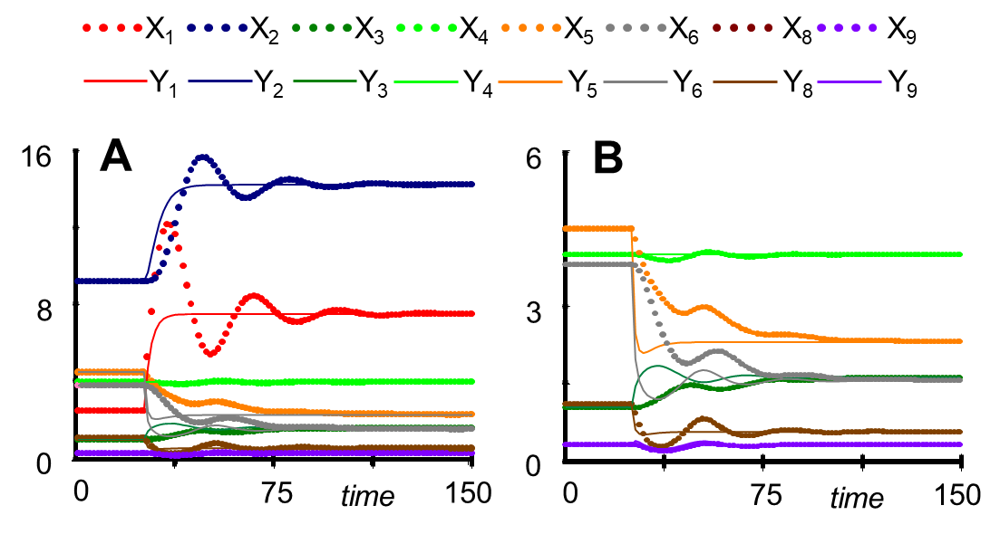 X₁ X₂ X₃ X₄ X₅ X₆ X₈ X₉
Y₁ Y₂ Y₃ Y₄ Y₅ Y₆ Y₈ Y₉
A
16
8
0
0 75 time 150
B
6
3
0
0 75 time 150